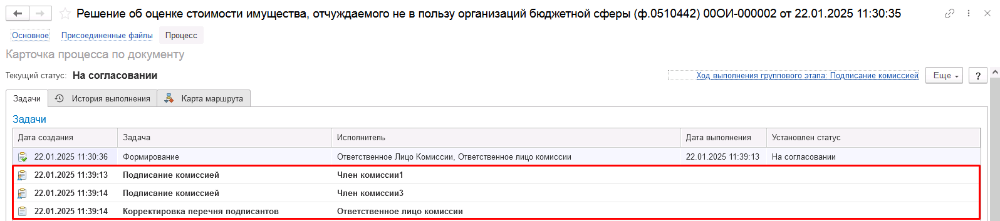 Решение об оценке стоимости имущества, отчуждаемого не в пользу организаций бюджетной сферы (ф.0510442) 00ОИ-000002 от 22.01.2025 11:30:35
Основное Присоединенные файлы Процесс
Карточка процесса по документу
Текущий статус: На согласовании Ход выполнения группового этапа: Подписание комиссией Еще ?
Задачи История выполнения Карта маршрута
Задачи
Дата создания Задача Исполнитель Дата выполнения Установлен статус
22.01.2025 11:30:36 Формирование Ответственное Лицо Комиссии, Ответственное лицо комиссии 22.01.2025 11:39:13 На согласовании
22.01.2025 11:39:13 Подписание комиссией Член комиссии1
22.01.2025 11:39:14 Подписание комиссией Член комиссии3
22.01.2025 11:39:14 Корректировка перечня подписантов Ответственное лицо комиссии